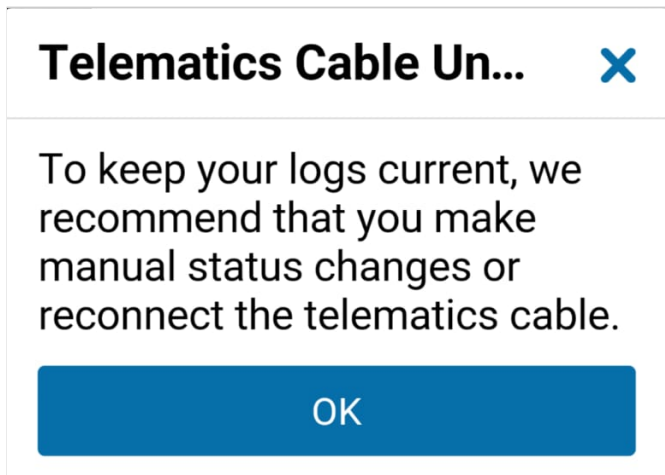 Telematics Cable Un...
To keep your logs current, we
recommend that you make
manual status changes or
reconnect the telematics cable.
OK